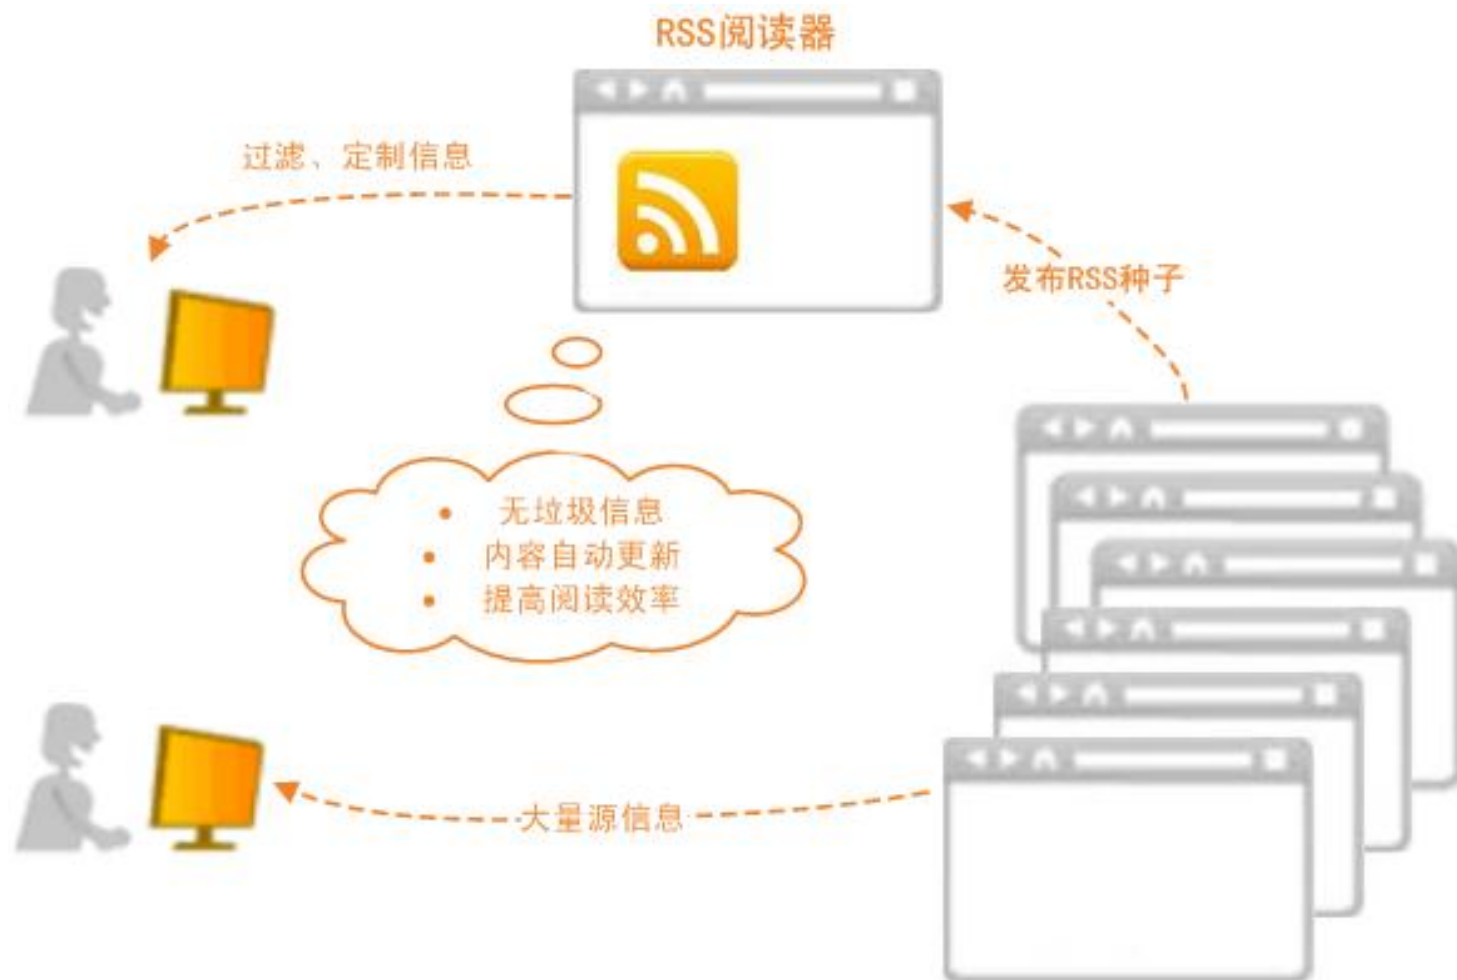 RSS阅读器
过滤、定制信息
发布RSS种子
• 无垃圾信息
• 内容自动更新
• 提高阅读效率
大量源信息